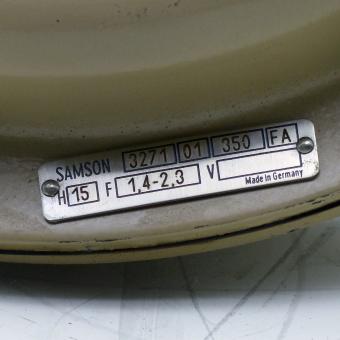 SAMSON 3271 01 350 FA
H 15 F 1,4-2,3 V
Made in Germany